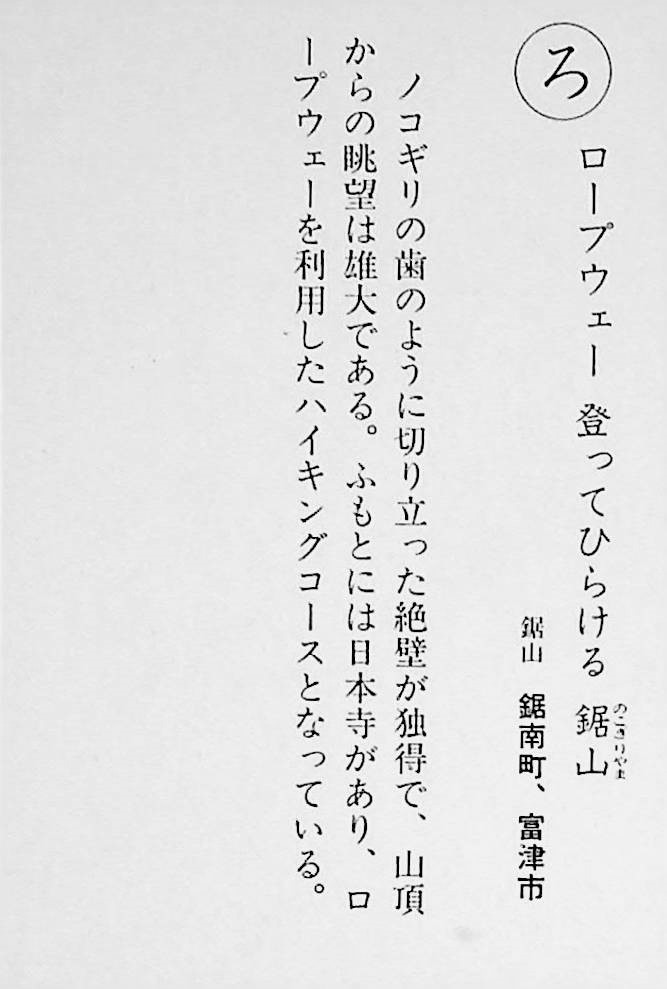 ろ
ロープウェー 登ってひらける 鋸山
のこぎりやま
鋸山 鋸南町、富津市
ノコギリの歯のように切り立った絶壁が独得で、山頂
からの眺望は雄大である。ふもとには日本寺があり、ロ
ープウェーを利用したハイキングコースとなっている。